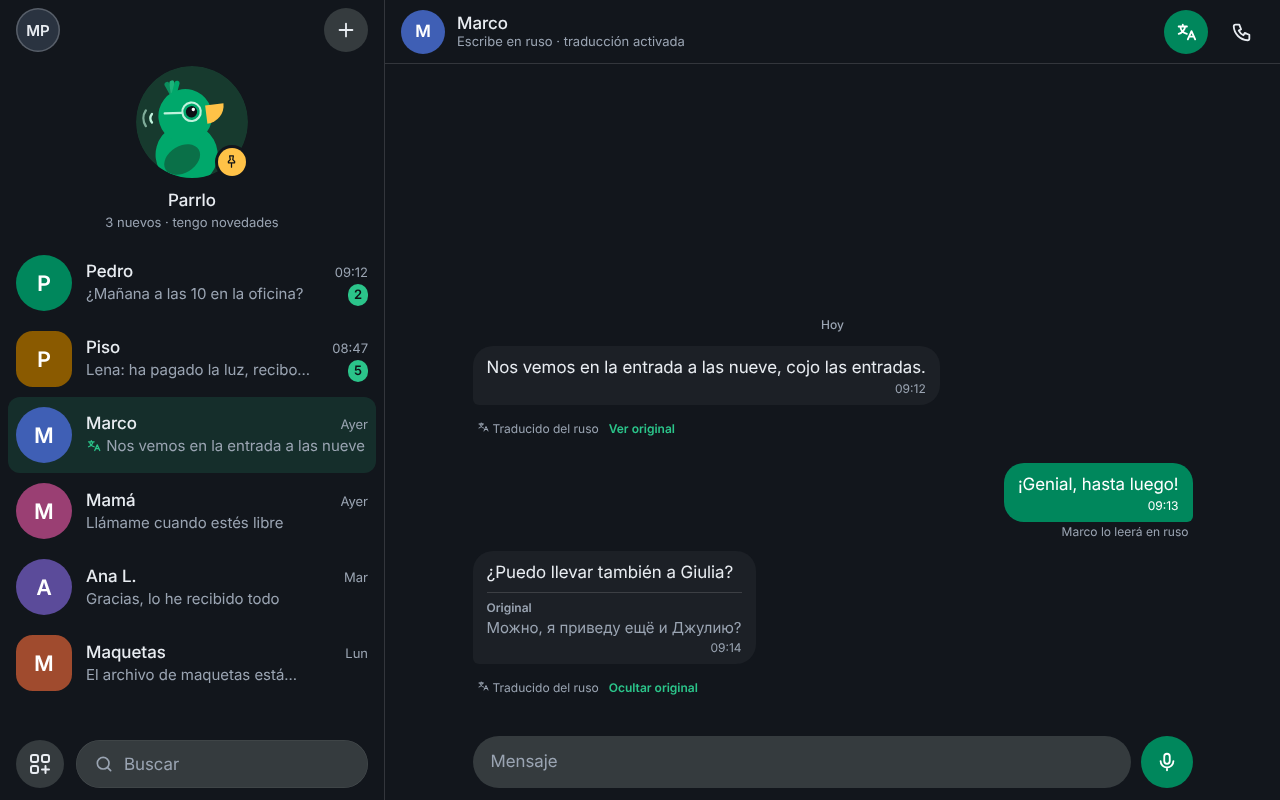 MP
Parrlo
3 nuevos · tengo novedades
P
Pedro
09:12
¿Mañana a las 10 en la oficina?
2
P
Piso
08:47
Lena: ha pagado la luz, recibo...
5
M
Marco
Ayer
Nos vemos en la entrada a las nueve
M
Mamá
Ayer
Llámame cuando estés libre
A
Ana L.
Mar
Gracias, lo he recibido todo
M
Maquetas
Lun
El archivo de maquetas está...
Buscar
M
Marco
Escribe en ruso · traducción activada
Hoy
Nos vemos en la entrada a las nueve, cojo las entradas.
09:12
Traducido del ruso Ver original
¡Genial, hasta luego!
09:13
Marco lo leerá en ruso
¿Puedo llevar también a Giulia?
Original
Можно, я приведу ещё и Джулию?
09:14
Traducido del ruso Ocultar original
Mensaje